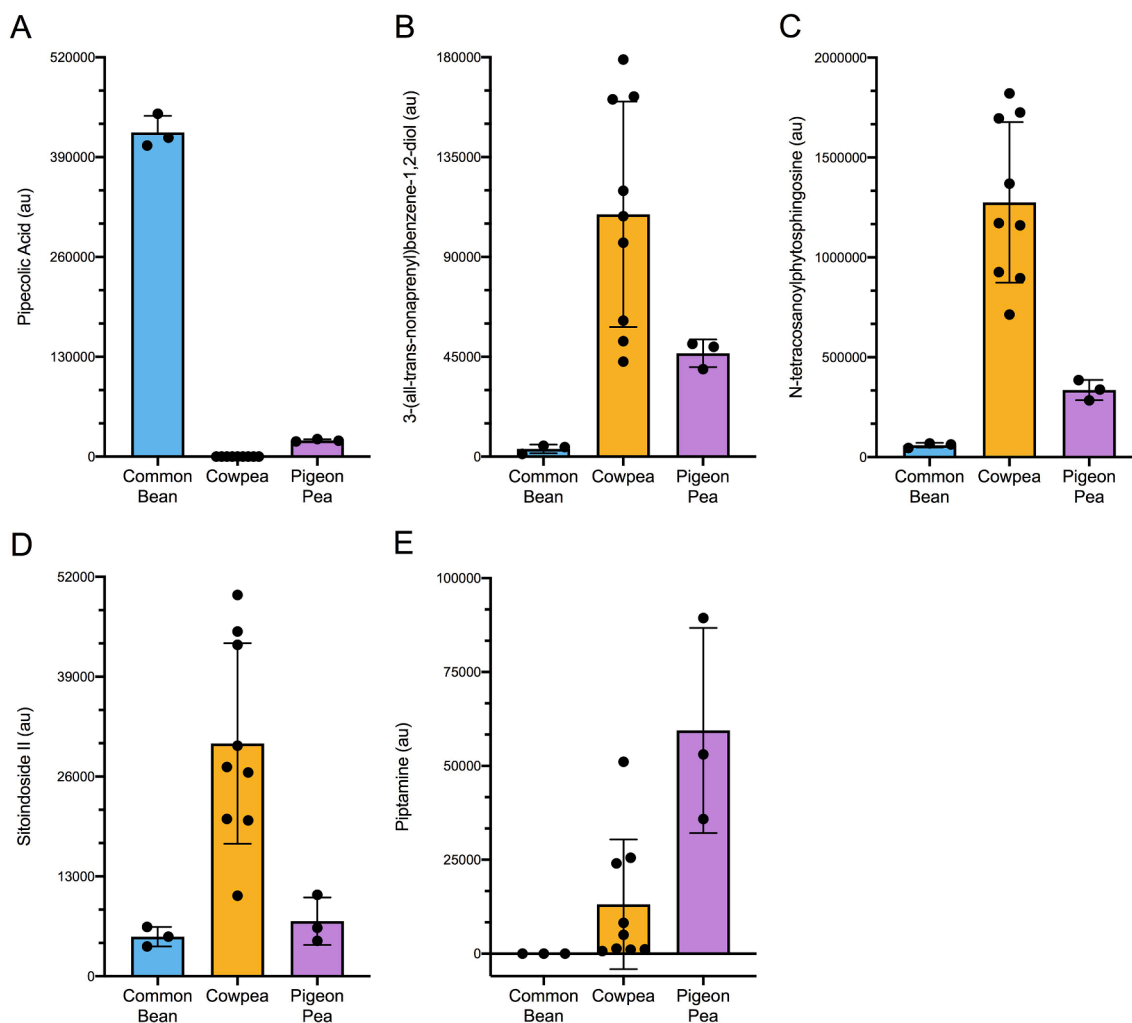 A
Pipecolic Acid (au)
520000
390000
260000
130000
0
Common
Bean
Cowpea
Pigeon
Pea
B
3-(all-trans-nonaprenyl)benzene-1,2-diol (au)
180000
135000
90000
45000
0
Common
Bean
Cowpea
Pigeon
Pea
C
N-tetracosanoylphytosphingosine (au)
2000000
1500000
1000000
500000
0
Common
Bean
Cowpea
Pigeon
Pea
D
Sitoindoside II (au)
52000
39000
26000
13000
0
Common
Bean
Cowpea
Pigeon
Pea
E
Piptamine (au)
100000
75000
50000
25000
0
Common
Bean
Cowpea
Pigeon
Pea